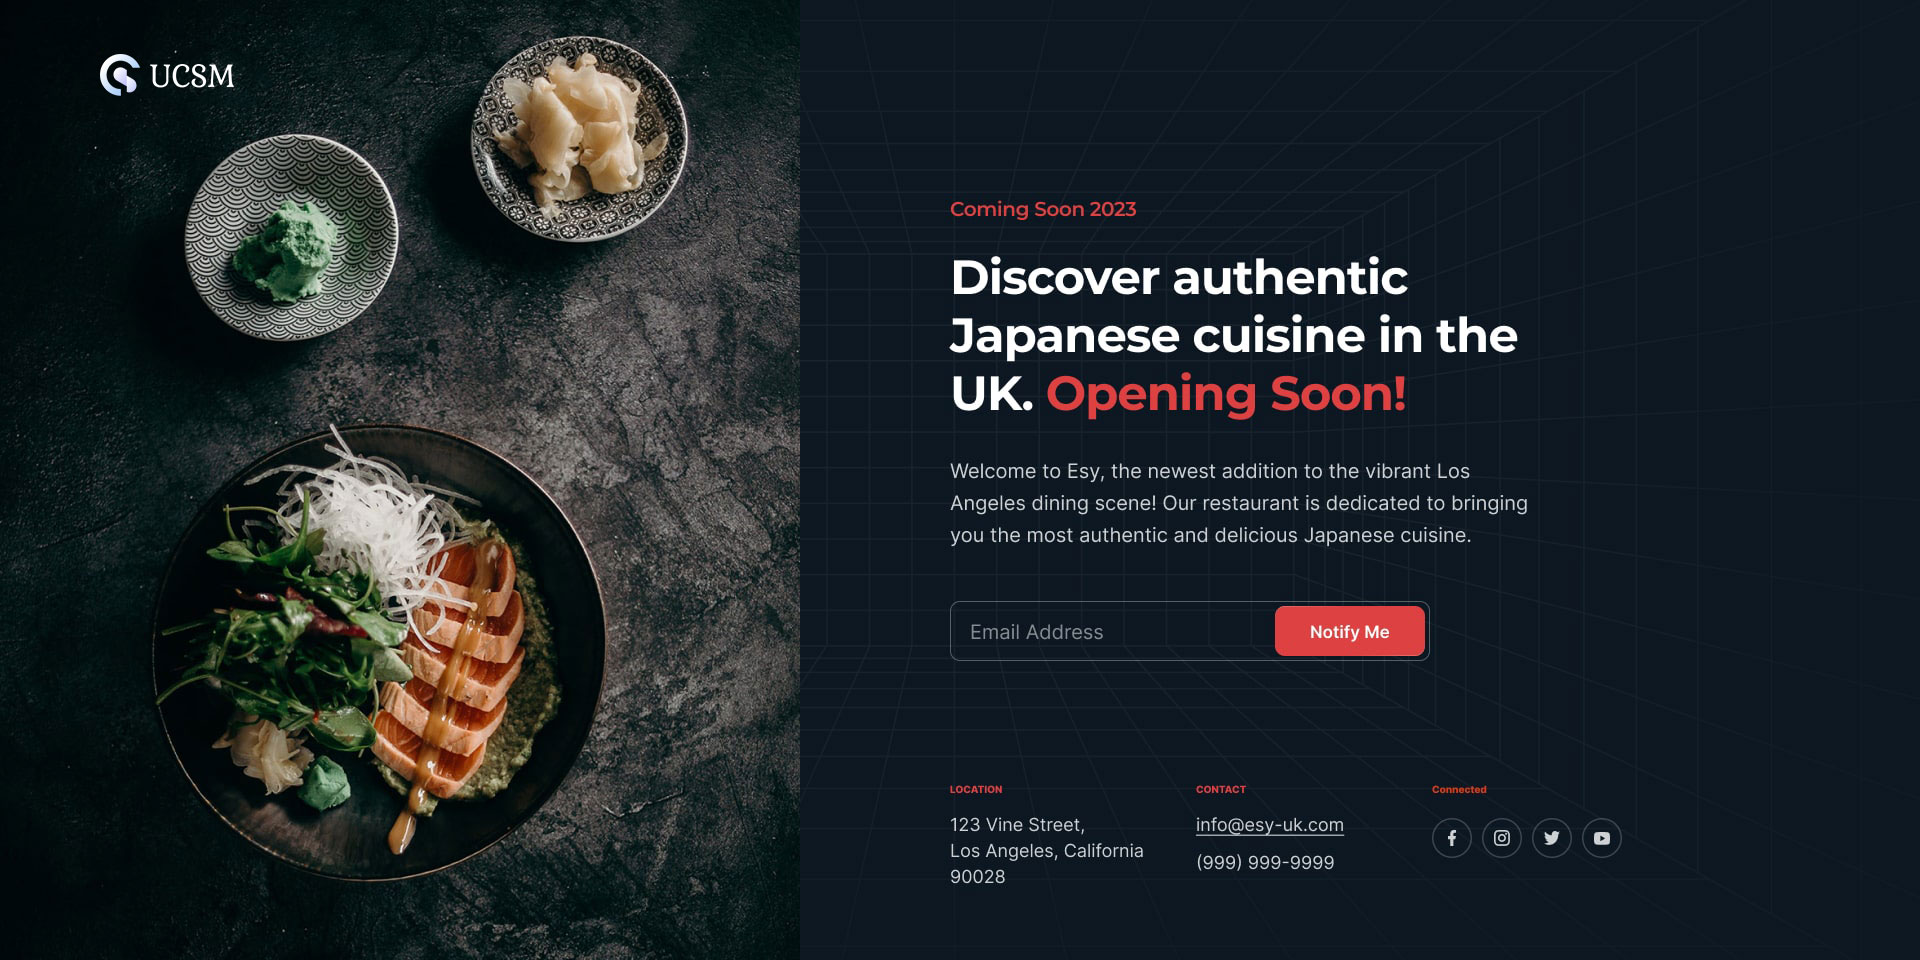 UCSM
Coming Soon 2023
Discover authentic
Japanese cuisine in the
UK. Opening Soon!
Welcome to Esy, the newest addition to the vibrant Los
Angeles dining scene! Our restaurant is dedicated to bringing
you the most authentic and delicious Japanese cuisine.
Email Address
Notify Me
LOCATION
123 Vine Street,
Los Angeles, California
90028
CONTACT
info@esy-uk.com
(999) 999-9999
Connected